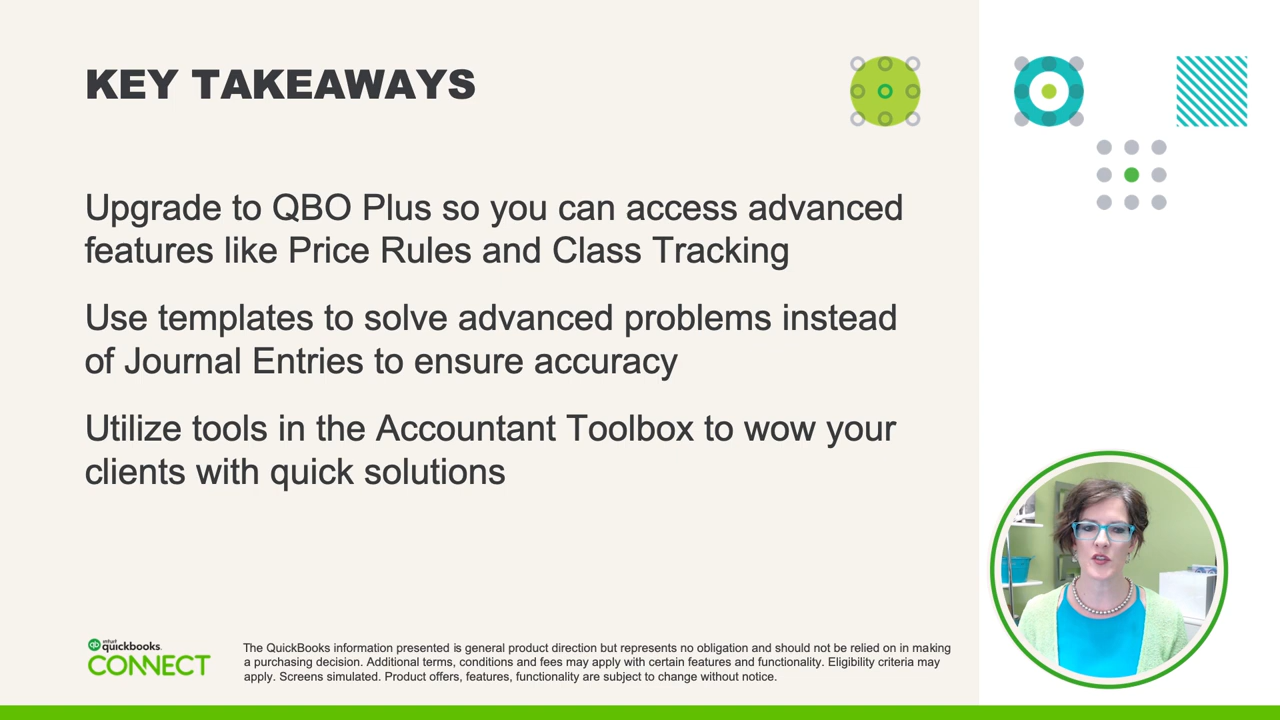 KEY TAKEAWAYS
Upgrade to QBO Plus so you can access advanced
features like Price Rules and Class Tracking
Use templates to solve advanced problems instead
of Journal Entries to ensure accuracy
Utilize tools in the Accountant Toolbox to wow your
clients with quick solutions
qb intuit quickbooks.
CONNECT
The QuickBooks information presented is general product direction but represents no obligation and should not be relied on in making
a purchasing decision. Additional terms, conditions and fees may apply with certain features and functionality. Eligibility criteria may
apply. Screens simulated. Product offers, features, functionality are subject to change without notice.